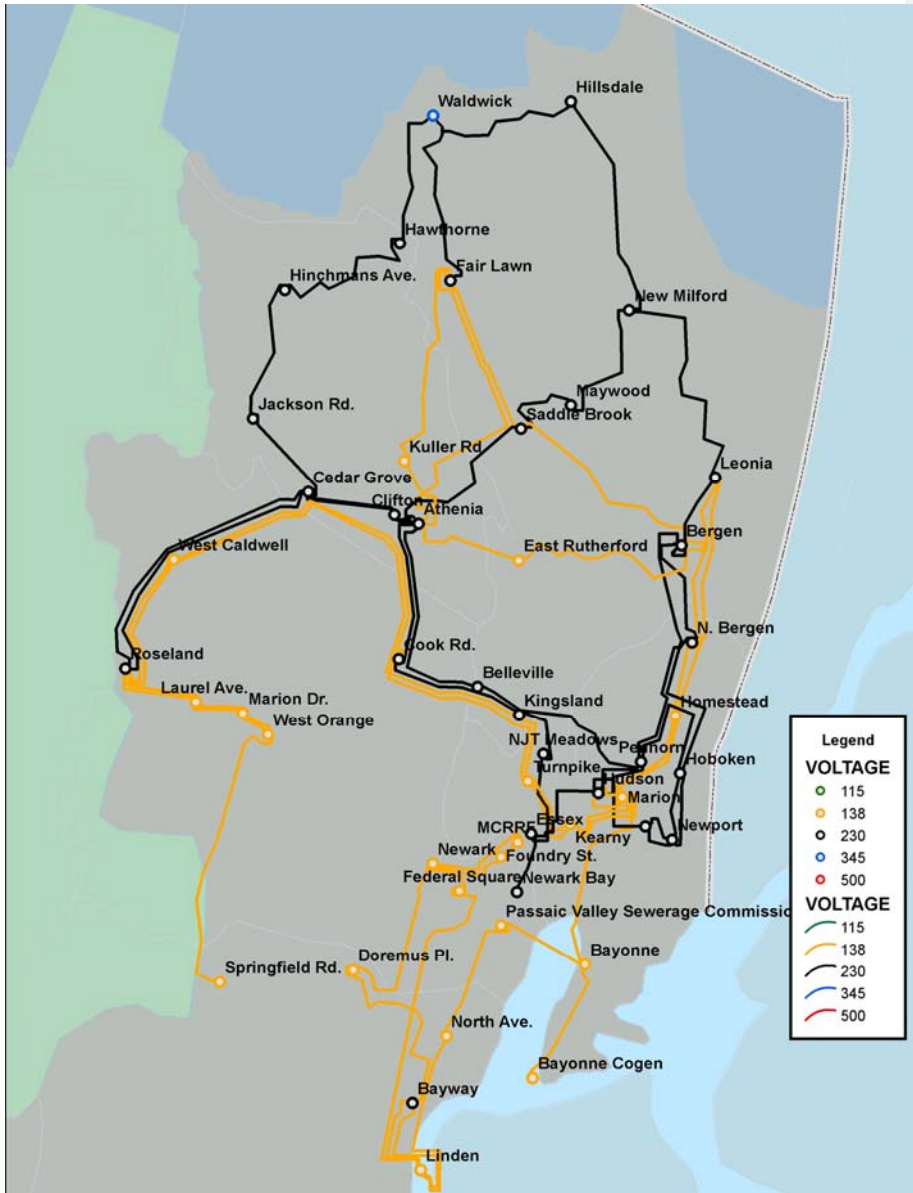 Waldwick
Hillsdale
Hawthorne
Fair Lawn
Hinchmans Ave.
New Milford
Maywood
Jackson Rd.
Saddle Brook
Kuller Rd
Leonia
Cedar Grove
Clifton
Athenia
Bergen
West Caldwell
East Rutherford
N. Bergen
Roseland
Cook Rd.
Belleville
Laurel Ave.
Marion Dr.
Kingsland
Homestead
West Orange
NJT Meadows
Penhorn
Turnpike
Hudson
Hoboken
Marion
MCRRF
Essex
Kearny
Newport
Newark
Foundry St.
Federal Square
Newark Bay
Passaic Valley Sewerage Commissio
Springfield Rd.
Doremus Pl.
Bayonne
North Ave.
Bayonne Cogen
Bayway
Linden
Legend
VOLTAGE
115
138
230
345
500
VOLTAGE
115
138
230
345
500